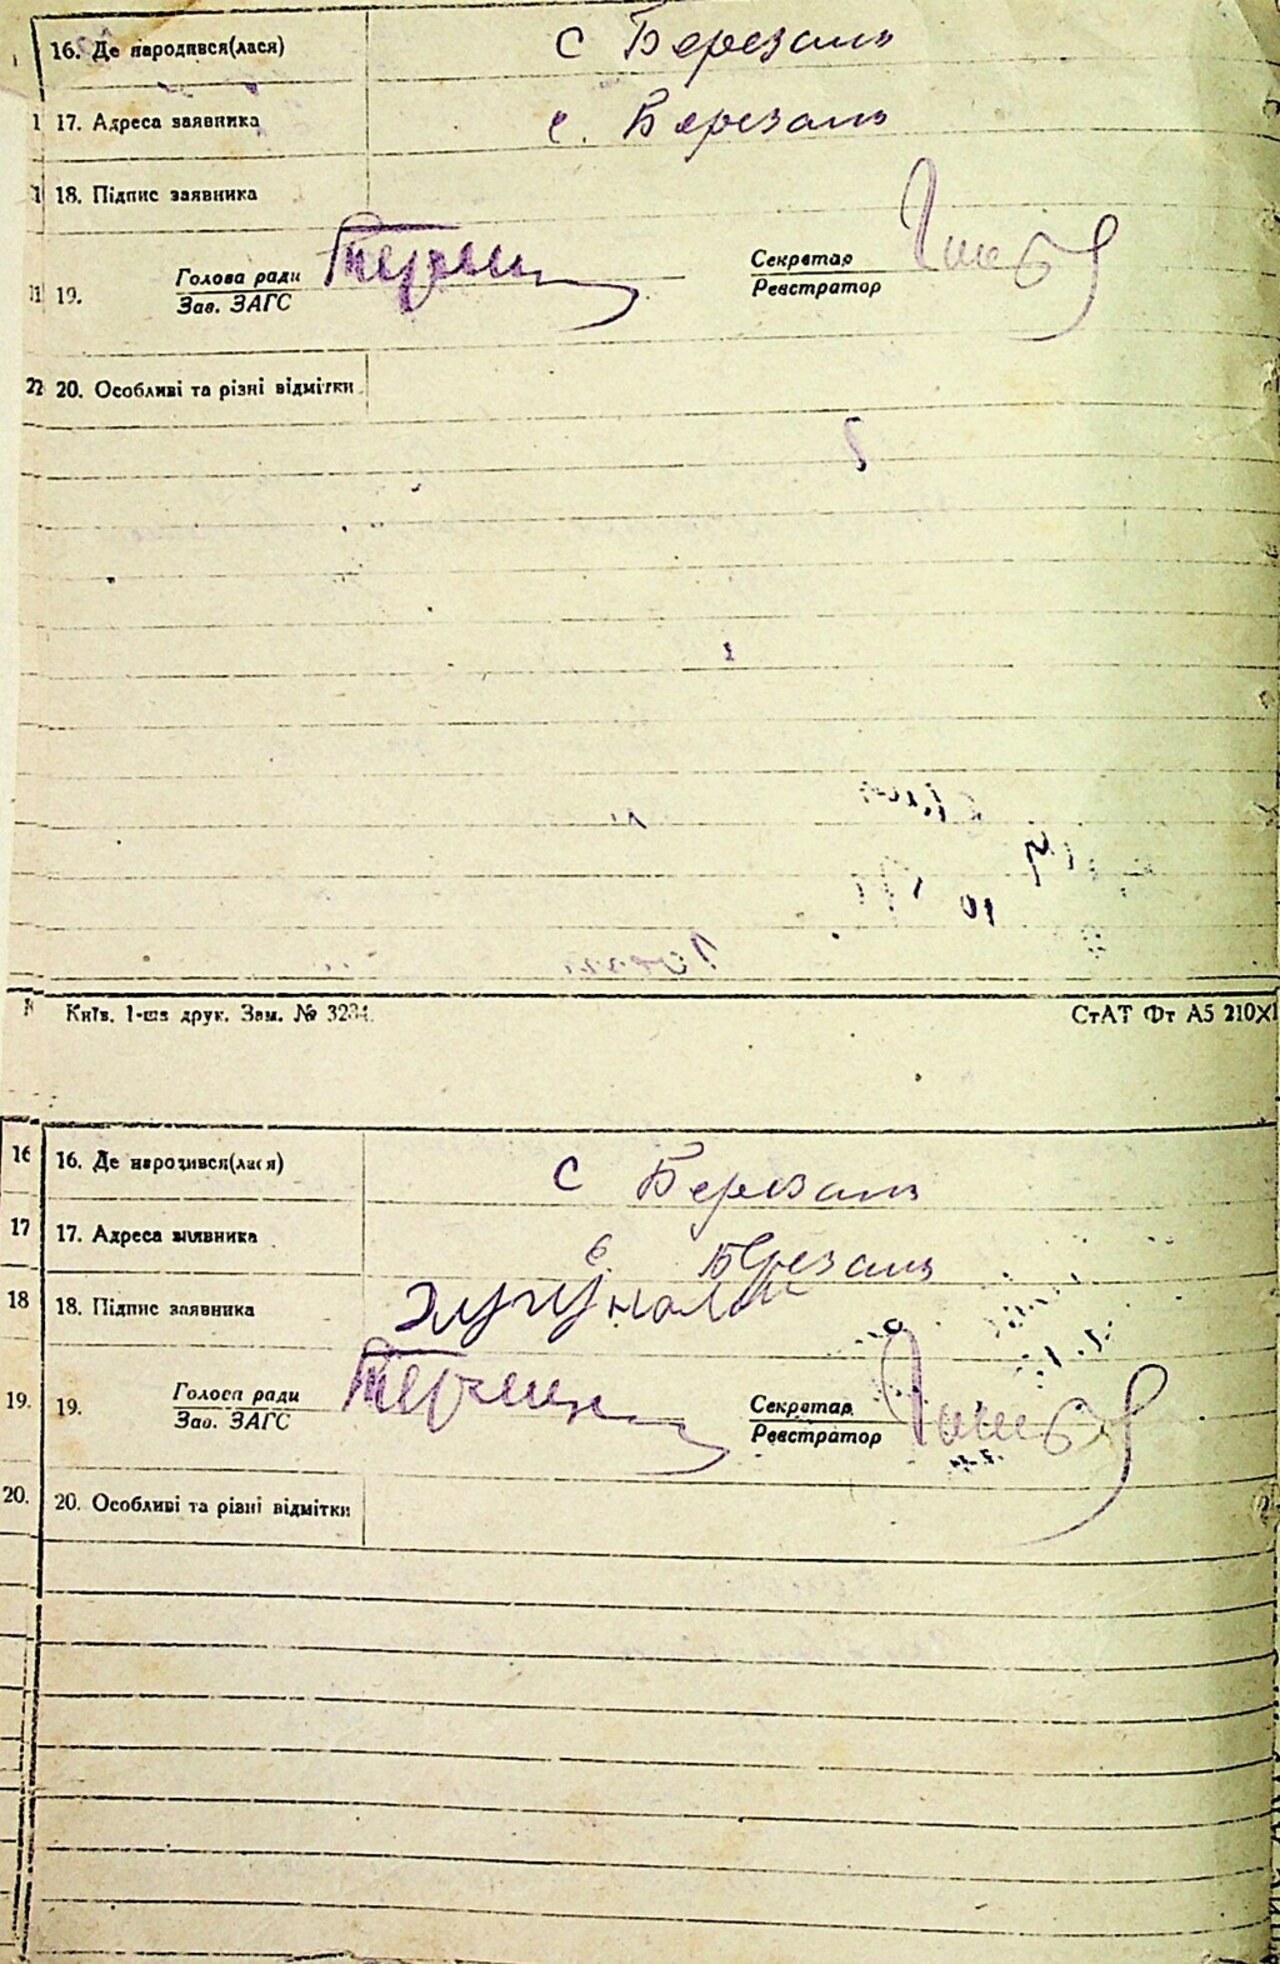 16. Де народився(лася) с Березань
17. Адреса заявника с. Березань
18. Підпис заявника
19. Голова ради Секретар
Зав. ЗАГС Реєстратор
20. Особливі та різні відмітки
Київ. 1-ша друк. Зам. № 3234. СтАТ Фт А5 210X1
16 16. Де народився(лася) с Березань
17 17. Адреса заявника с. Березань
18 18. Підпис заявника
19. 19. Голова ради Секретар
Зав. ЗАГС Реєстратор
20. 20. Особливі та різні відмітки